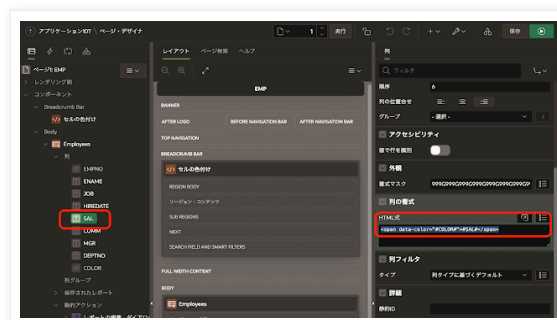 アプリケーション107 \ ページ・デザイナ
1
実行
保存
ページ1: EMP
レンダリング前
コンポーネント
Breadcrumb Bar
セルの色付け
Body
Employees
列
EMPNO
ENAME
JOB
HIREDATE
SAL
COMM
MGR
DEPTNO
COLOR
列グループ
保存されたレポート
動的アクション
レイアウト ページ検索 ヘルプ
EMP
BANNER
AFTER LOGO BEFORE NAVIGATION BAR AFTER NAVIGATION BAR
TOP NAVIGATION
BREADCRUMB BAR
セルの色付け
REGION BODY
リージョン・コンテンツ
SUB REGIONS
NEXT
SEARCH FIELD AND SMART FILTERS
FULL WIDTH CONTENT
BODY
Employees
列
フィルタ
順序 6
列の位置合せ
グループ - 選択 -
アクセシビリティ
値で行を識別
外観
書式マスク 999G999G999G999G999G999G9
列の書式
HTML式
<span data-color="#COLOR#">#SAL#</span>
列フィルタ
タイプ 列タイプに基づくデフォルト
詳細
静的ID